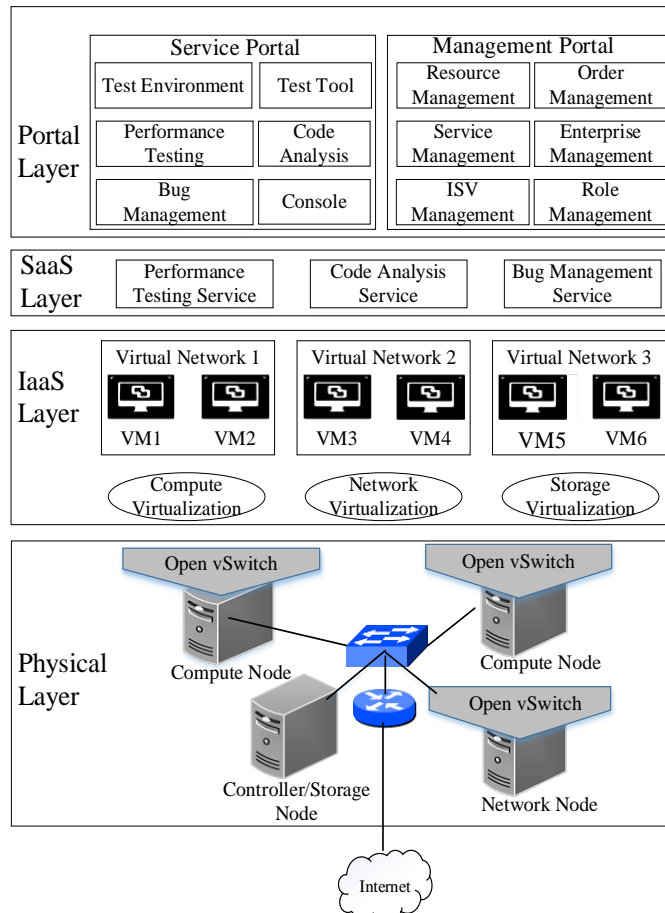 Service Portal
Management Portal
Test Environment
Test Tool
Resource
Management
Order
Management
Portal
Layer
Performance
Testing
Code
Analysis
Service
Management
Enterprise
Management
Bug
Management
Console
ISV
Management
Role
Management
SaaS
Layer
Performance
Testing Service
Code Analysis
Service
Bug Management
Service
IaaS
Layer
Virtual Network 1
Virtual Network 2
Virtual Network 3
VM1
VM2
VM3
VM4
VM5
VM6
Compute
Virtualization
Network
Virtualization
Storage
Virtualization
Physical
Layer
Open vSwitch
Open vSwitch
Compute Node
Compute Node
Open vSwitch
Controller/Storage
Node
Network Node
Internet